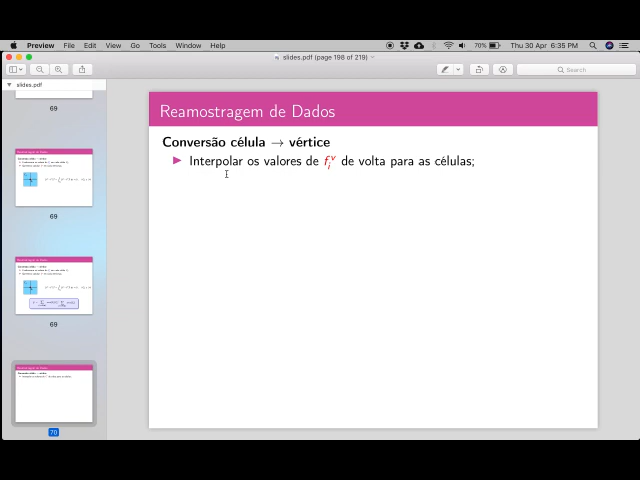 Preview File Edit View Go Tools Window Help 70% Thu 30 Apr 6:35 PM
slides.pdf (page 198 of 219)
Search
slides.pdf
69
69
69
70
Reamostragem de Dados
Conversão célula → vértice
Interpolar os valores de f_i^v de volta para as células;